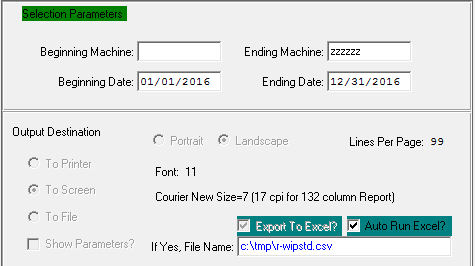 Selection Parameters
Beginning Machine: Ending Machine: zzzzzz
Beginning Date: 01/01/2016 Ending Date: 12/31/2016
Output Destination Portrait Landscape Lines Per Page: 99
To Printer
Font: 11
To Screen Courier New Size=7 (17 cpi for 132 column Report)
To File Export To Excel? Auto Run Excel?
Show Parameters? If Yes, File Name: c:\tmp\r-wipstd.csv